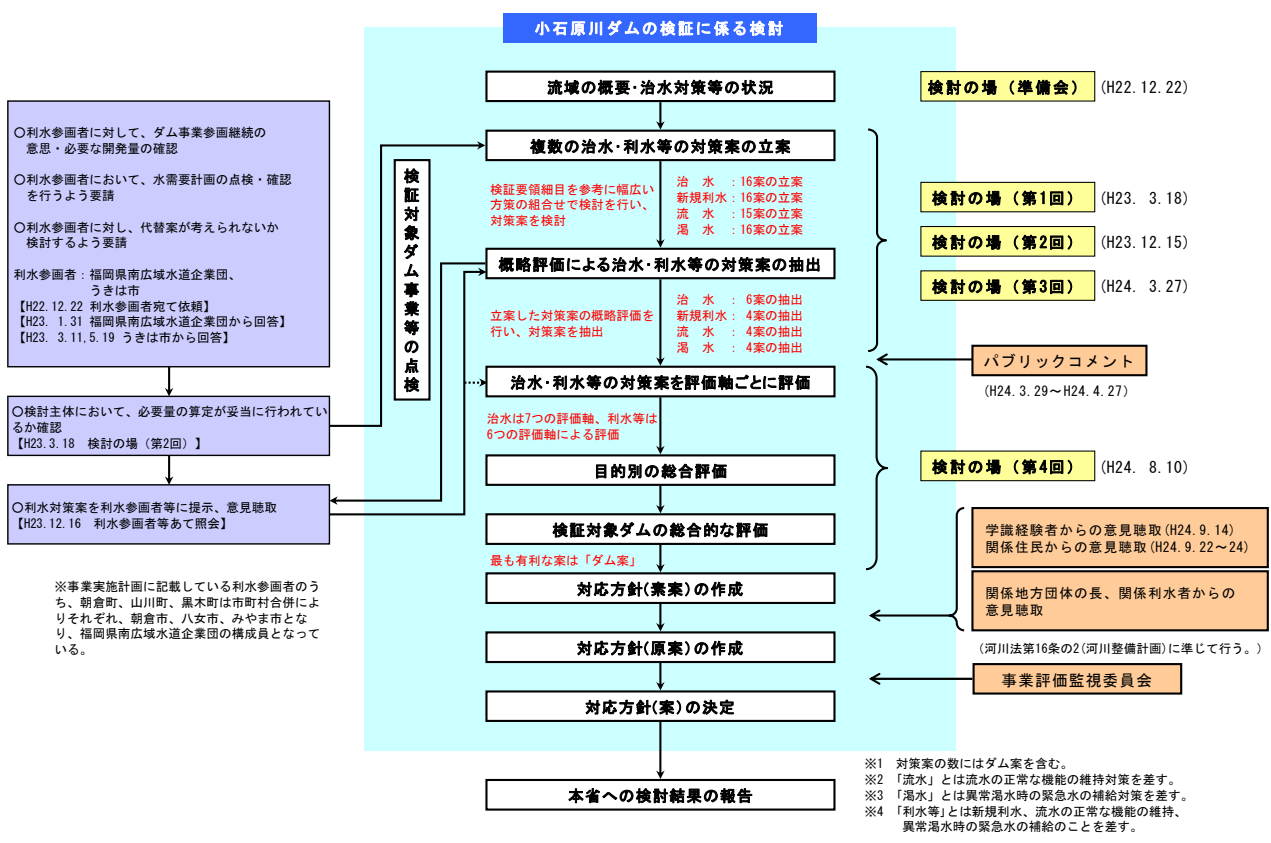 小石原川ダムの検証に係る検討
流域の概要･治水対策等の状況
複数の治水･利水等の対策案の立案
検証要領細目を参考に幅広い
方策の組合せで検討を行い、
対策案を検討
治　水　：16案の立案
新規利水：16案の立案
流　水　：15案の立案
渇　水　：16案の立案
概略評価による治水･利水等の対策案の抽出
立案した対策案の概略評価を
行い、対策案を抽出
治　水　： 6案の抽出
新規利水： 4案の抽出
流　水　： 4案の抽出
渇　水　： 4案の抽出
治水･利水等の対策案を評価軸ごとに評価
治水は7つの評価軸、利水等は
6つの評価軸による評価
目的別の総合評価
検証対象ダムの総合的な評価
最も有利な案は「ダム案」
対応方針(素案)の作成
対応方針(原案)の作成
対応方針(案)の決定
本省への検討結果の報告
検証対象ダム事業等の点検
〇利水参画者に対して、ダム事業参画継続の
意思・必要な開発量の確認
〇利水参画者において、水需要計画の点検・確認
を行うよう要請
〇利水参画者に対し、代替案が考えられないか
検討するよう要請
利水参画者：福岡県南広域水道企業団、
うきは市
【H22.12.22 利水参画者宛て依頼】
【H23. 1.31 福岡県南広域水道企業団から回答】
【H23. 3.11,5.19 うきは市から回答】
〇検討主体において、必要量の算定が妥当に行われてい
るか確認
【H23.3.18　検討の場（第2回）】
〇利水対策案を利水参画者等に提示、意見聴取
【H23.12.16　利水参画者等あて照会】
※事業実施計画に記載している利水参画者のう
ち、朝倉町、山川町、黒木町は市町村合併によ
りそれぞれ、朝倉市、八女市、みやま市とな
り、福岡県南広域水道企業団の構成員となって
いる。
検討の場（準備会） (H22.12.22)
検討の場（第1回） (H23. 3.18)
検討の場（第2回） (H23.12.15)
検討の場（第3回） (H24. 3.27)
パブリックコメント
(H24.3.29～H24.4.27)
検討の場（第4回） (H24. 8.10)
学識経験者からの意見聴取(H24.9.14)
関係住民からの意見聴取(H24.9.22～24)
関係地方団体の長、関係利水者からの
意見聴取
(河川法第16条の2(河川整備計画)に準じて行う。)
事業評価監視委員会
※1　対策案の数にはダム案を含む。
※2　「流水」とは流水の正常な機能の維持対策を差す。
※3　「渇水」とは異常渇水時の緊急水の補給対策を差す。
※4　「利水等」とは新規利水、流水の正常な機能の維持、
異常渇水時の緊急水の補給のことを差す。